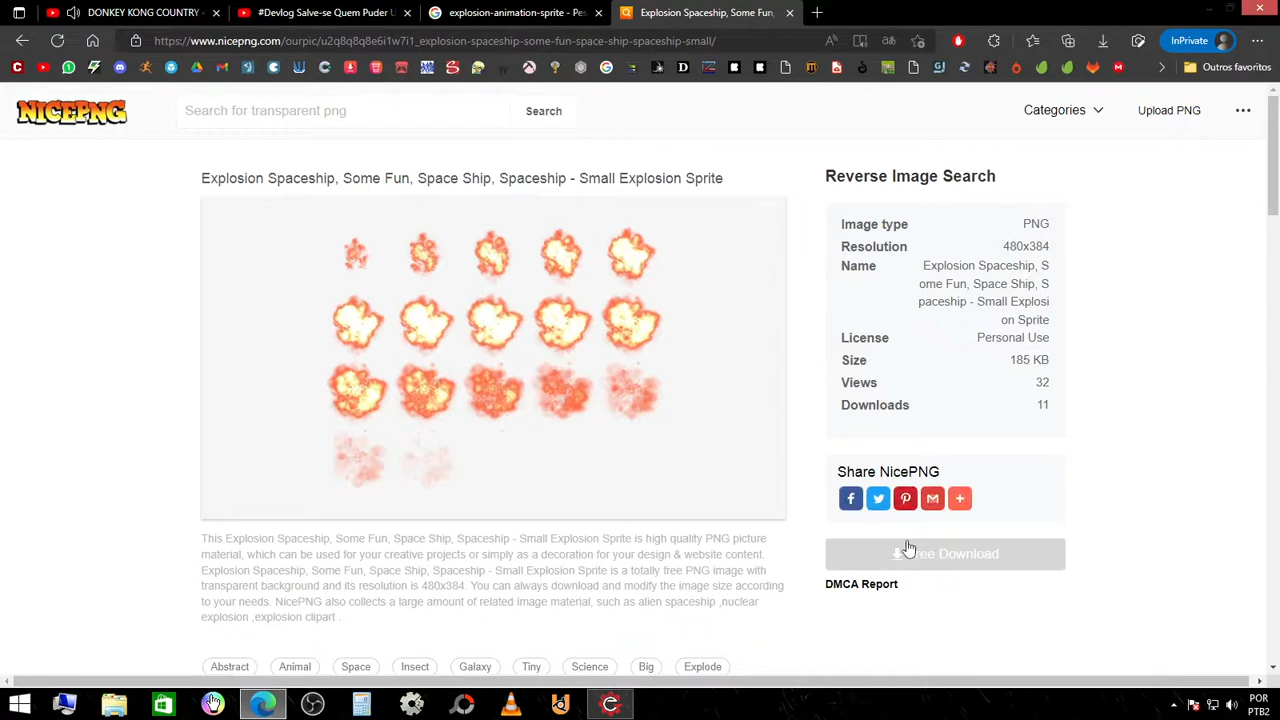 DONKEY KONG COUNTRY -
#Devlog Salve-se Quem Puder U
explosion-animation-sprite - Pes
Explosion Spaceship, Some Fun,
https://www.nicepng.com/ourpic/u2q8q8q8e6i1w7i1_explosion-spaceship-some-fun-space-ship-spaceship-small/
InPrivate
Outros favoritos
NICEPNG
Search for transparent png
Search
Categories
Upload PNG
Explosion Spaceship, Some Fun, Space Ship, Spaceship - Small Explosion Sprite
This Explosion Spaceship, Some Fun, Space Ship, Spaceship - Small Explosion Sprite is high quality PNG picture
material, which can be used for your creative projects or simply as a decoration for your design & website content.
Explosion Spaceship, Some Fun, Space Ship, Spaceship - Small Explosion Sprite is a totally free PNG image with
transparent background and its resolution is 480x384. You can always download and modify the image size according
to your needs. NicePNG also collects a large amount of related image material, such as alien spaceship ,nuclear
explosion ,explosion clipart .
Abstract Animal Space Insect Galaxy Tiny Science Big Explode
Reverse Image Search
Image type PNG
Resolution 480x384
Name Explosion Spaceship, S
ome Fun, Space Ship, S
paceship - Small Explosi
on Sprite
License Personal Use
Size 185 KB
Views 32
Downloads 11
Share NicePNG
Free Download
DMCA Report
POR
PTB2